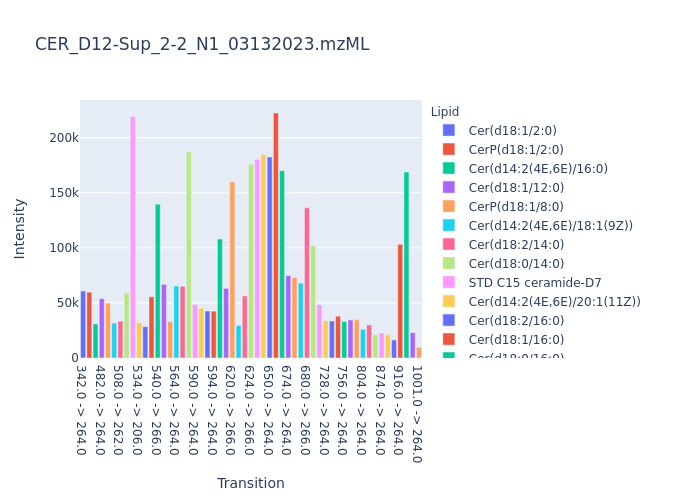 CER_D12-Sup_2-2_N1_03132023.mzML
Lipid
Cer(d18:1/2:0)
CerP(d18:1/2:0)
Cer(d14:2(4E,6E)/16:0)
Cer(d18:1/12:0)
CerP(d18:1/8:0)
Cer(d14:2(4E,6E)/18:1(9Z))
Cer(d18:2/14:0)
Cer(d18:0/14:0)
STD C15 ceramide-D7
Cer(d14:2(4E,6E)/20:1(11Z))
Cer(d18:2/16:0)
Cer(d18:1/16:0)
Cer(d18:0/16:0)
200k
150k
100k
50k
0
Intensity
342.0 -> 264.0
482.0 -> 264.0
508.0 -> 262.0
534.0 -> 206.0
540.0 -> 266.0
564.0 -> 264.0
590.0 -> 264.0
594.0 -> 264.0
620.0 -> 266.0
624.0 -> 266.0
650.0 -> 264.0
674.0 -> 264.0
680.0 -> 266.0
728.0 -> 264.0
756.0 -> 264.0
804.0 -> 264.0
874.0 -> 264.0
916.0 -> 264.0
1001.0 -> 264.0
Transition